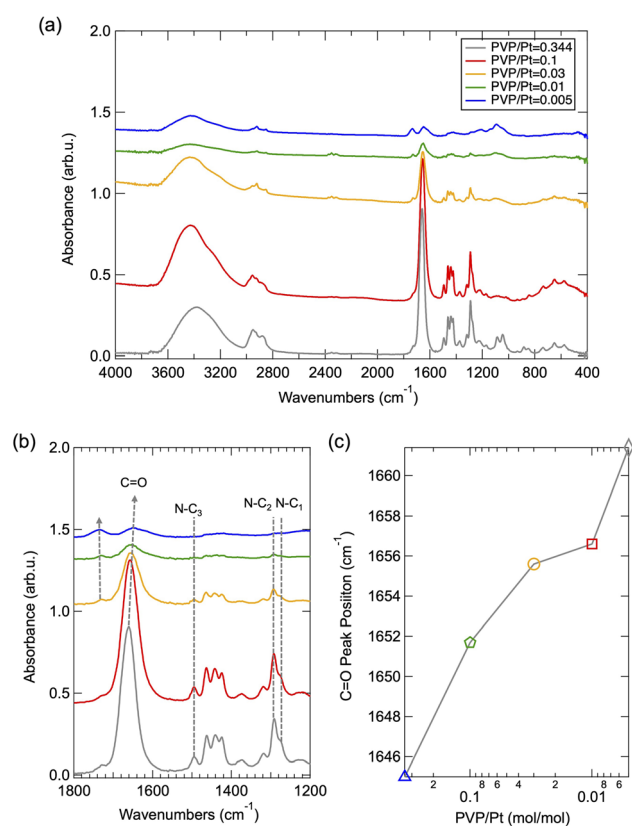 (a)
2.0
1.5
1.0
0.5
0.0
Absorbance (arb.u.)
PVP/Pt=0.344
PVP/Pt=0.1
PVP/Pt=0.03
PVP/Pt=0.01
PVP/Pt=0.005
4000 3600 3200 2800 2400 2000 1600 1200 800 400
Wavenumbers (cm-1)
(b)
2.0
1.5
1.0
0.5
0.0
Absorbance (arb.u.)
C=O
N-C3
N-C2
N-C1
1800 1600 1400 1200
Wavenumbers (cm-1)
(c)
1660
1658
1656
1654
1652
1650
1648
1646
C=O Peak Posiiton (cm-1)
2 0.1 8 6 4 2 0.01 8 6
PVP/Pt (mol/mol)